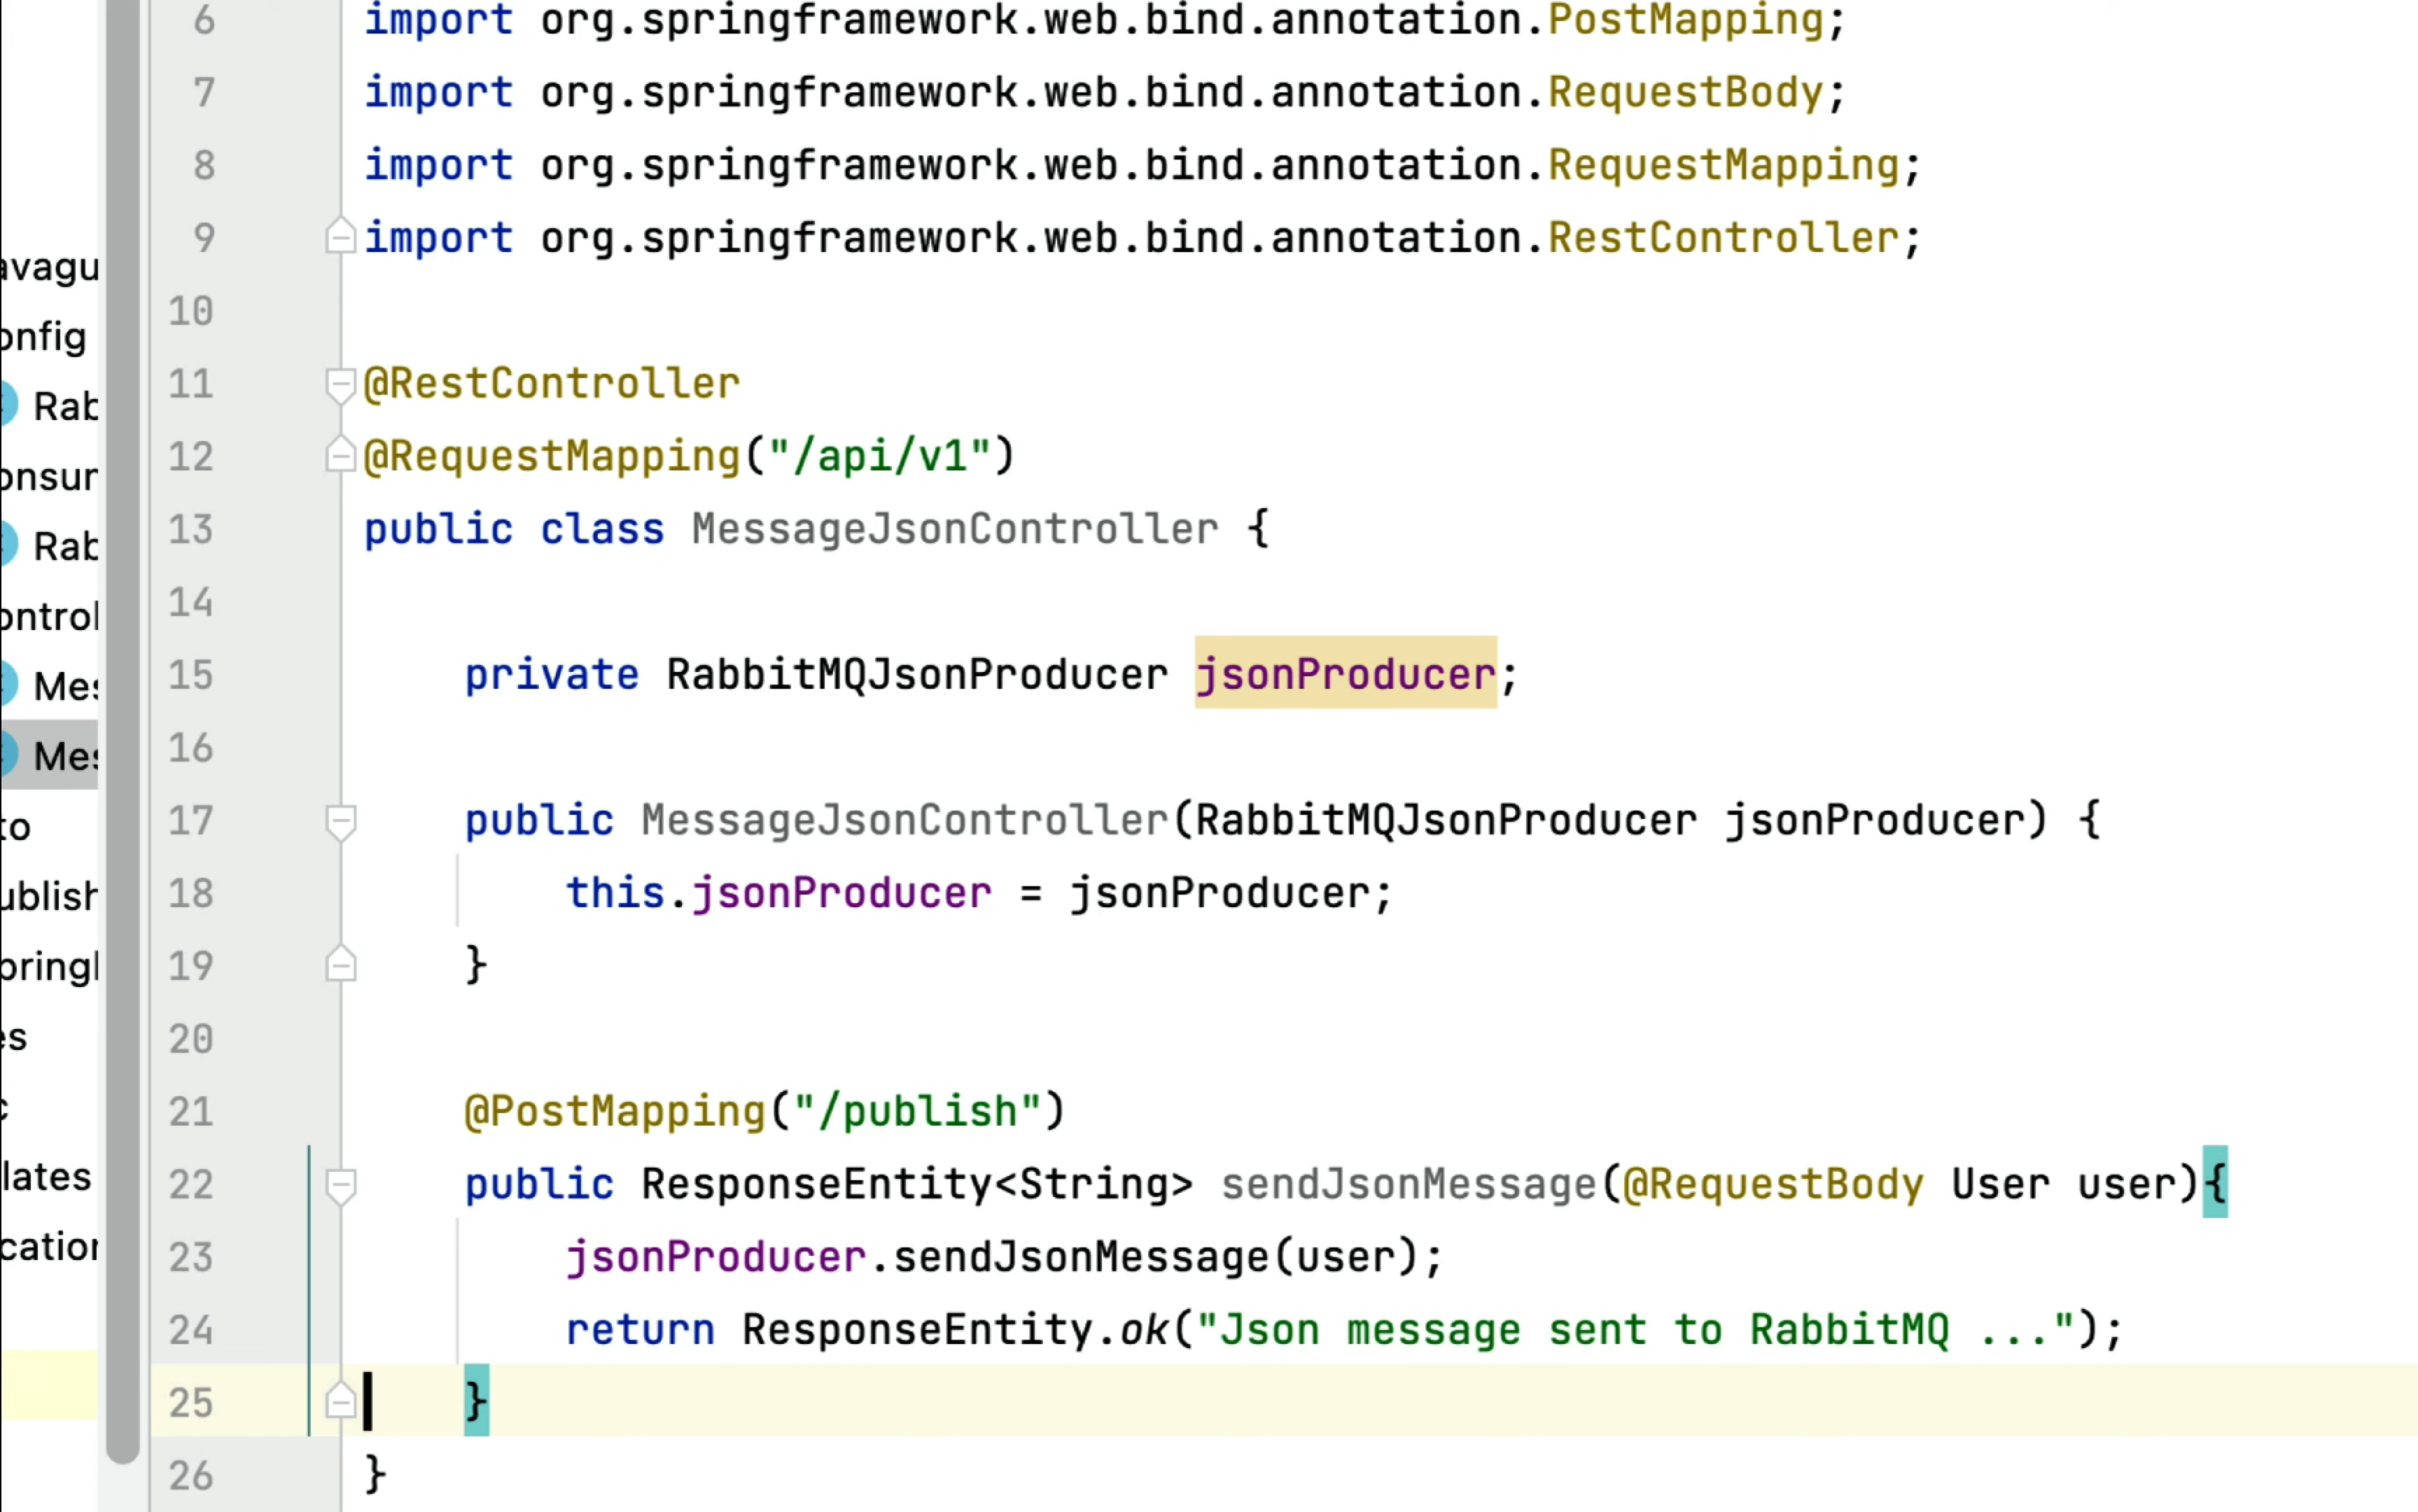 avagu
onfig
Rab
onsum
Rab
ontrol
Mes
Mes
to
ublish
pringl
es
c
lates
cation
6 import org.springframework.web.bind.annotation.PostMapping;
7 import org.springframework.web.bind.annotation.RequestBody;
8 import org.springframework.web.bind.annotation.RequestMapping;
9 import org.springframework.web.bind.annotation.RestController;
10
11 @RestController
12 @RequestMapping("/api/v1")
13 public class MessageJsonController {
14
15 private RabbitMQJsonProducer jsonProducer;
16
17 public MessageJsonController(RabbitMQJsonProducer jsonProducer) {
18 this.jsonProducer = jsonProducer;
19 }
20
21 @PostMapping("/publish")
22 public ResponseEntity<String> sendJsonMessage(@RequestBody User user){
23 jsonProducer.sendJsonMessage(user);
24 return ResponseEntity.ok("Json message sent to RabbitMQ ...");
25 }
26 }